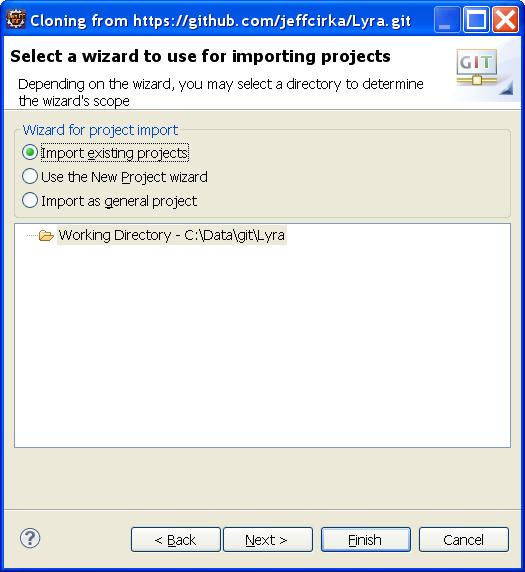 Cloning from https://github.com/jeffcirka/Lyra.git
Select a wizard to use for importing projects
Depending on the wizard, you may select a directory to determine
the wizard's scope
GIT
Wizard for project import
Import existing projects
Use the New Project wizard
Import as general project
Working Directory - C:\Data\git\Lyra
?
< Back
Next >
Finish
Cancel